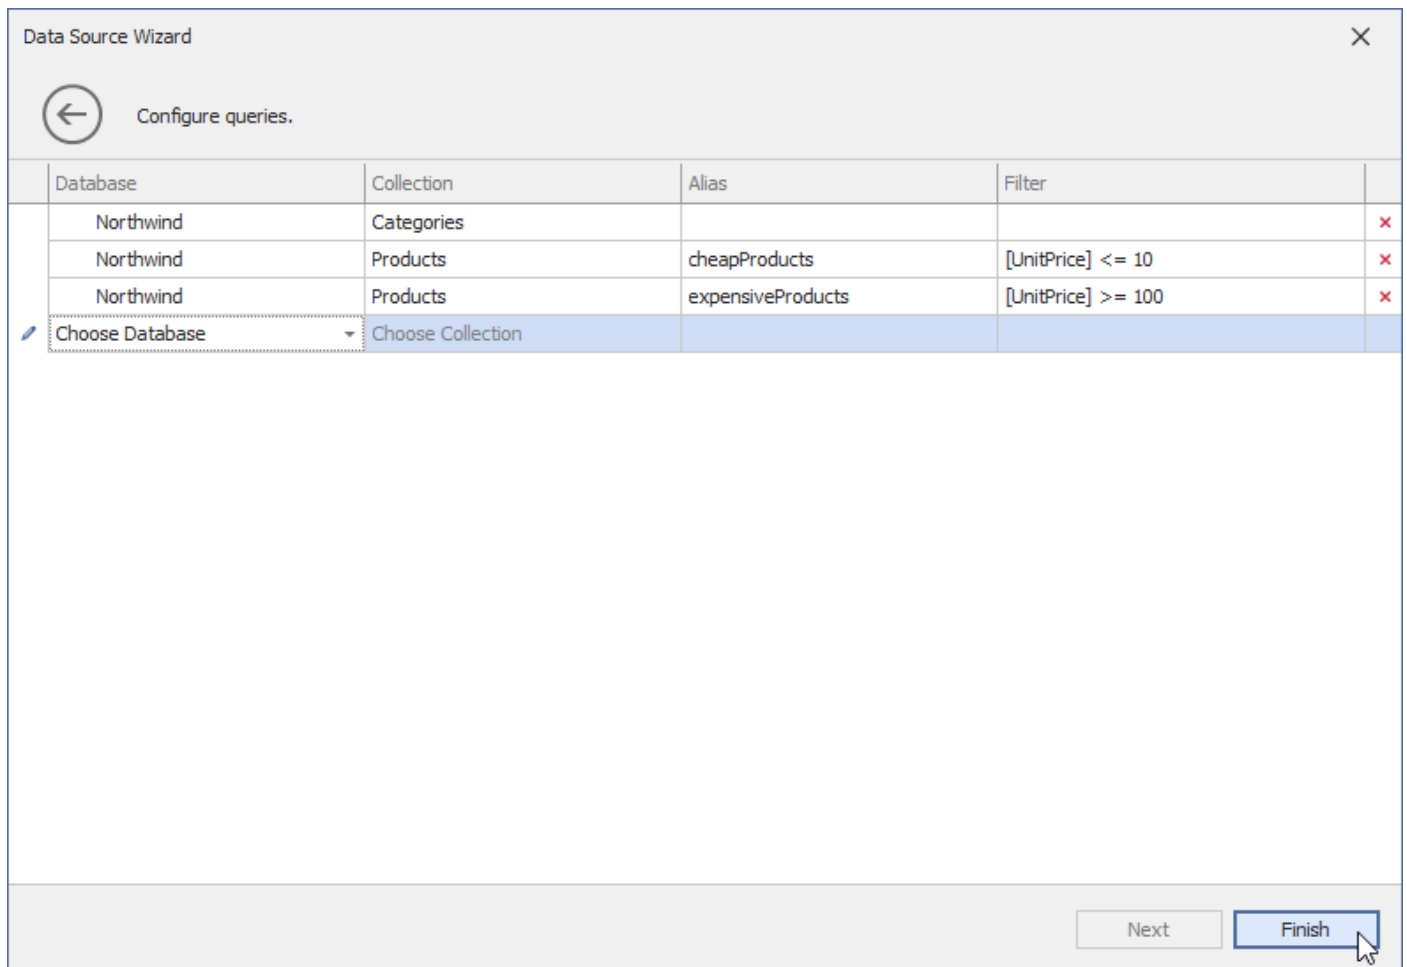 Data Source Wizard
Configure queries.
Database Collection Alias Filter
Northwind Categories
Northwind Products cheapProducts [UnitPrice] <= 10
Northwind Products expensiveProducts [UnitPrice] >= 100
Choose Database Choose Collection
Next Finish